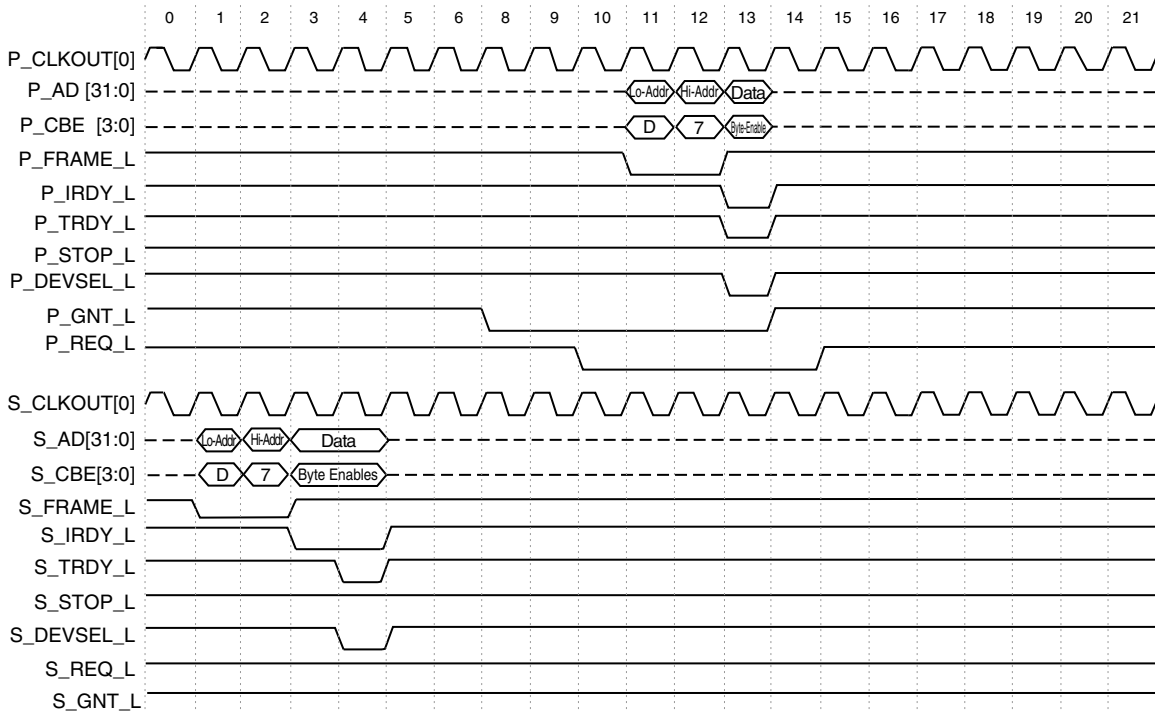 0 1 2 3 4 5 6 7 8 9 10 11 12 13 14 15 16 17 18 19 20 21
P_CLKOUT[0]
P_AD [31:0] Lo-Addr Hi-Addr Data
P_CBE [3:0] D 7 Byte-Enable
P_FRAME_L
P_IRDY_L
P_TRDY_L
P_STOP_L
P_DEVSEL_L
P_GNT_L
P_REQ_L
S_CLKOUT[0]
S_AD[31:0] Lo-Addr Hi-Addr Data
S_CBE[3:0] D 7 Byte Enables
S_FRAME_L
S_IRDY_L
S_TRDY_L
S_STOP_L
S_DEVSEL_L
S_REQ_L
S_GNT_L